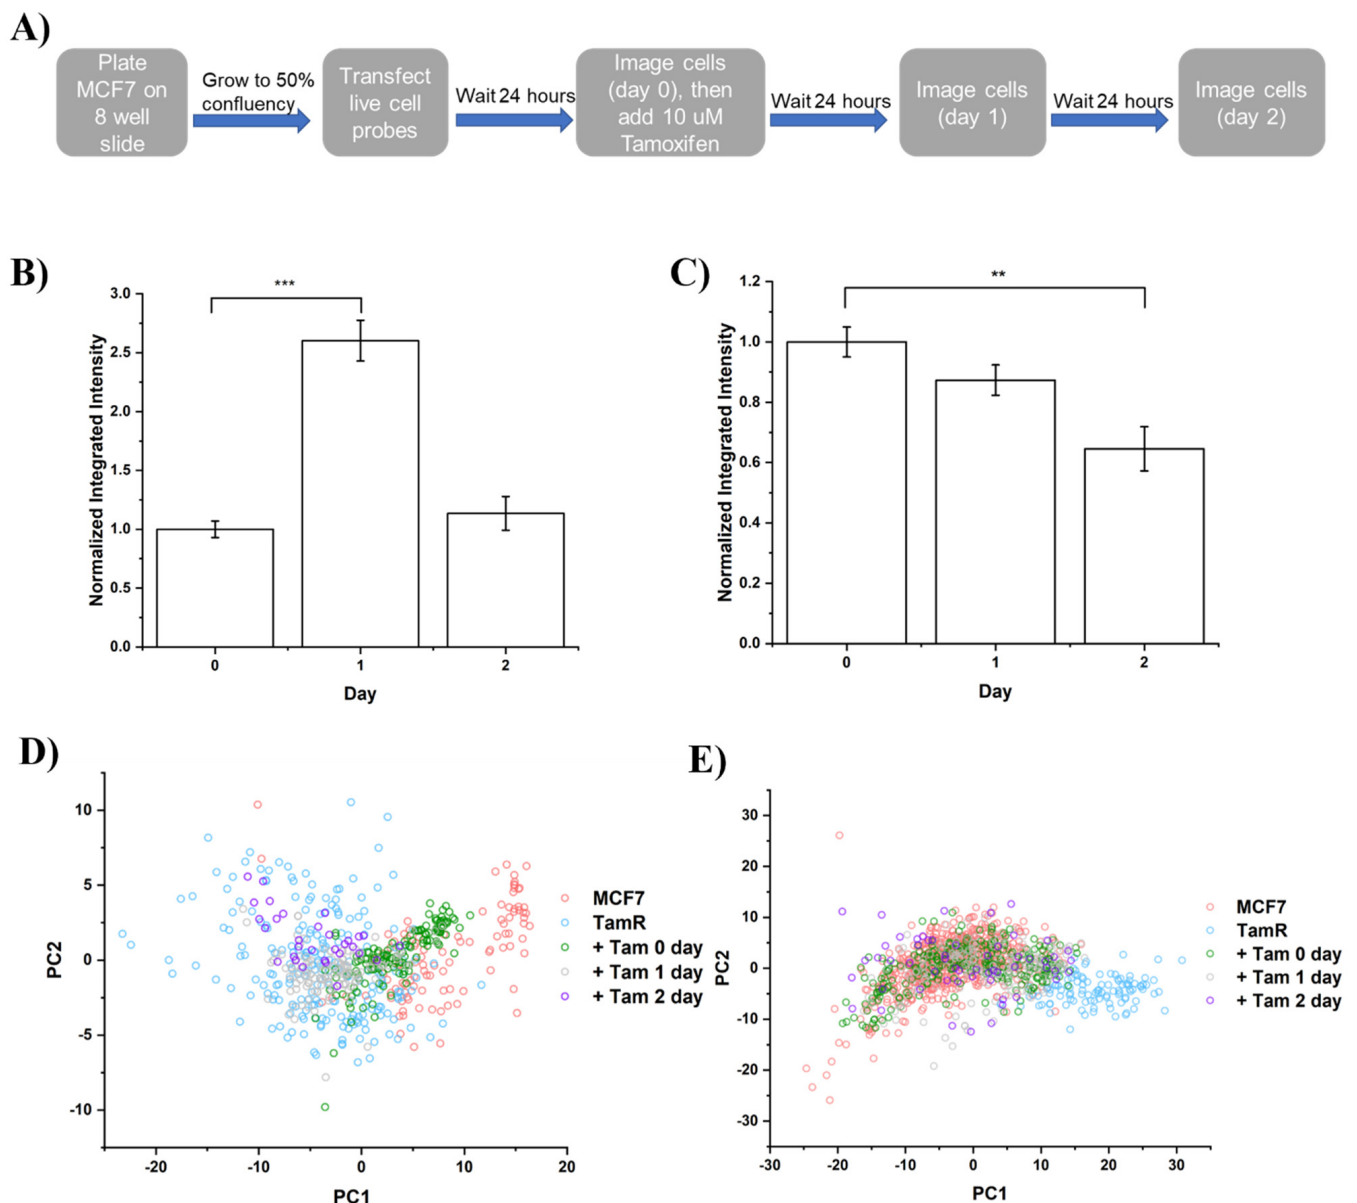 A)
Plate
MCF7 on
8 well
slide
Grow to 50%
confluency
Transfect
live cell
probes
Wait 24 hours
Image cells
(day 0), then
add 10 uM
Tamoxifen
Wait 24 hours
Image cells
(day 1)
Wait 24 hours
Image cells
(day 2)
B)
***
3.0
2.5
2.0
1.5
1.0
0.5
0.0
Normalized Integrated Intensity
0 1 2
Day
C)
**
1.2
1.0
0.8
0.6
0.4
0.2
0.0
Normalized Integrated Intensity
0 1 2
Day
D)
10
5
0
-5
-10
PC2
-20 -10 0 10 20
PC1
MCF7
TamR
+ Tam 0 day
+ Tam 1 day
+ Tam 2 day
E)
30
20
10
0
-10
-20
-30
PC2
-30 -20 -10 0 10 20 30
PC1
MCF7
TamR
+ Tam 0 day
+ Tam 1 day
+ Tam 2 day